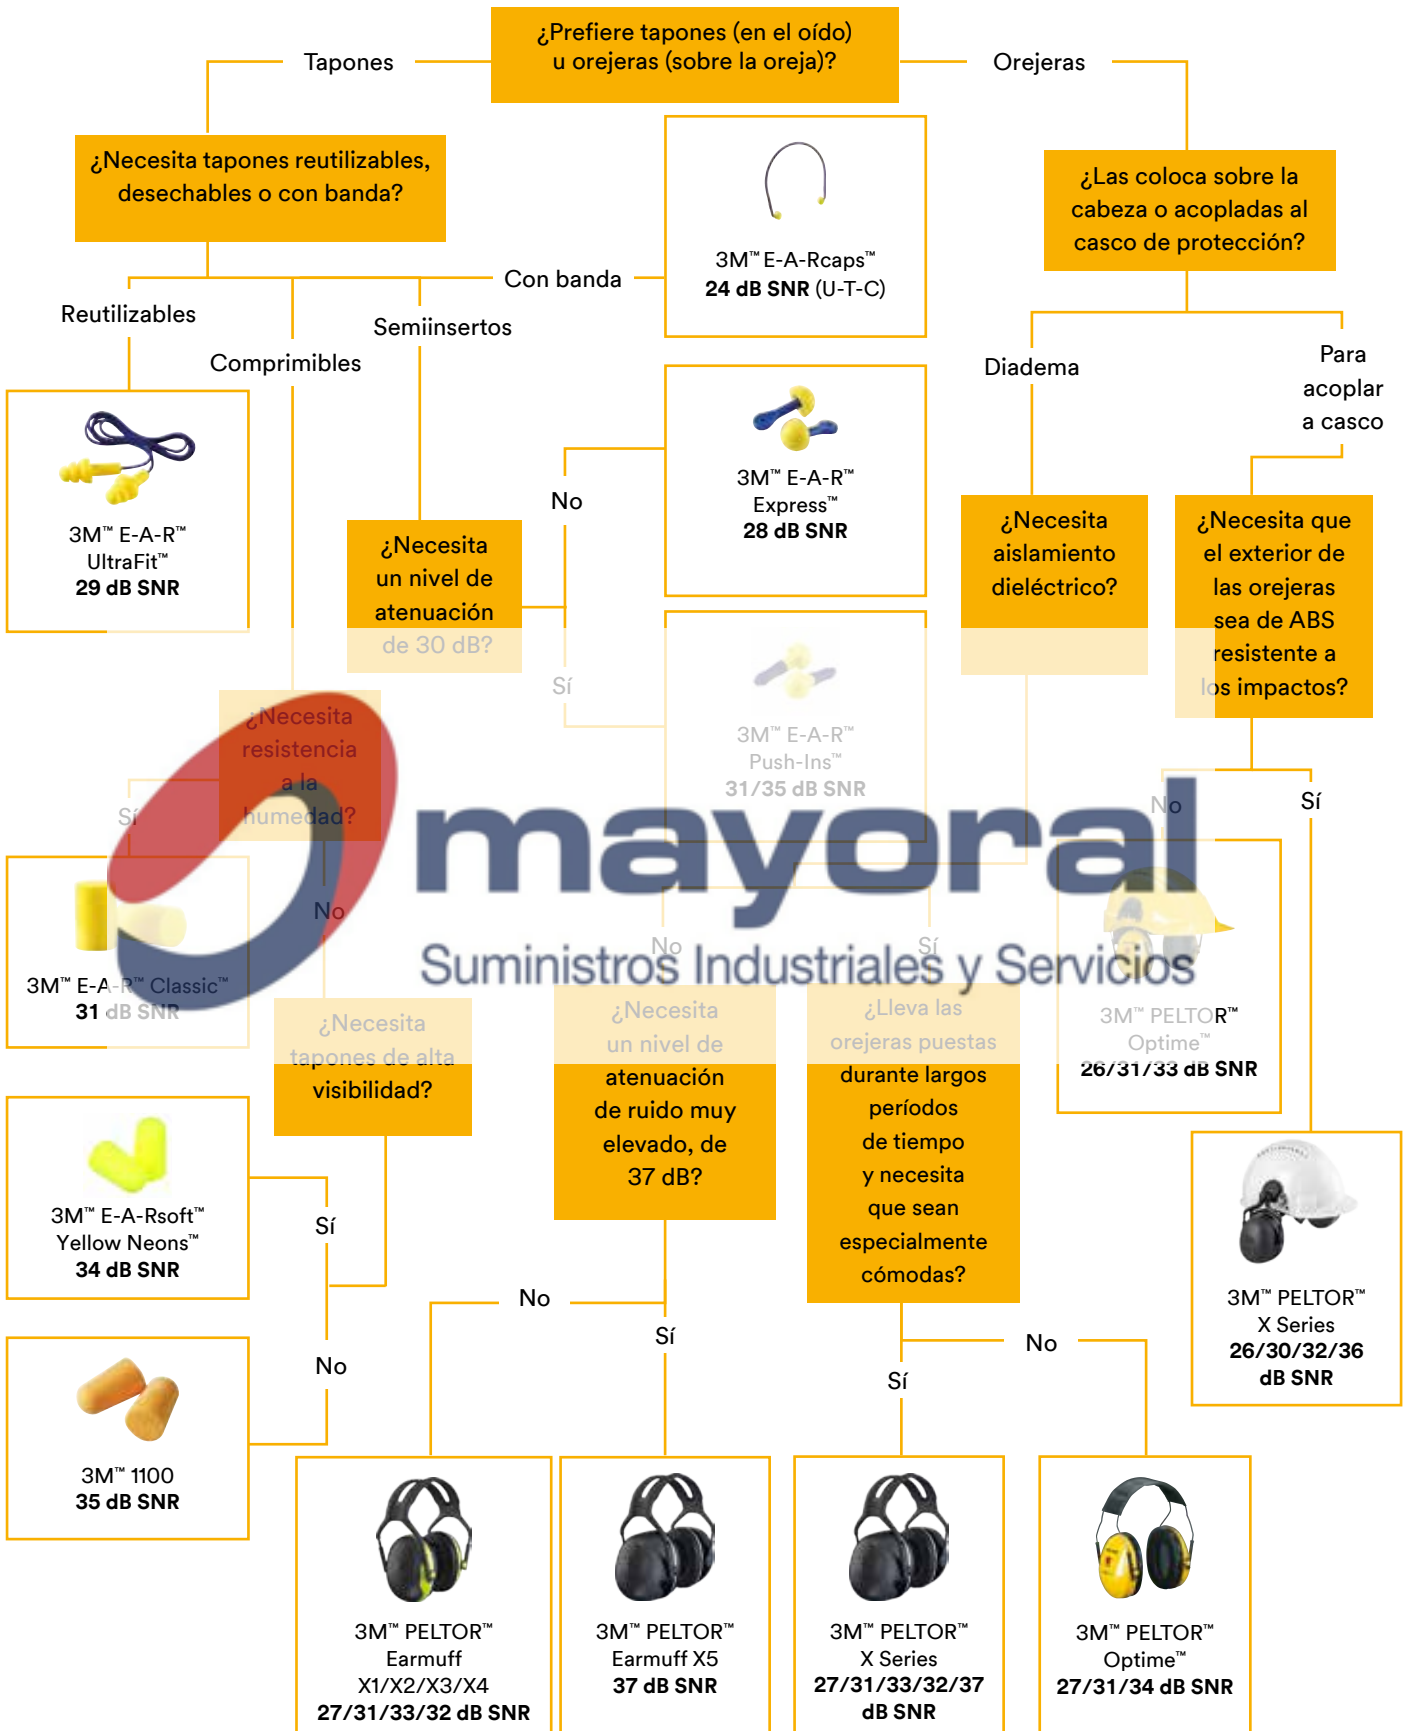 ¿Prefiere tapones (en el oído)
u orejeras (sobre la oreja)?
Tapones
Orejeras
¿Necesita tapones reutilizables,
desechables o con banda?
¿Las coloca sobre la
cabeza o acopladas al
casco de protección?
3M™ E-A-Rcaps™
24 dB SNR (U-T-C)
Con banda
Reutilizables
Semiinsertos
Comprimibles
Diadema
Para
acoplar
a casco
3M™ E-A-R™
UltraFit™
29 dB SNR
3M™ E-A-R™
Express™
28 dB SNR
No
¿Necesita
un nivel de
atenuación
de 30 dB?
¿Necesita
aislamiento
dieléctrico?
¿Necesita que
el exterior de
las orejeras
sea de ABS
resistente a
los impactos?
Sí
3M™ E-A-R™
Push-Ins™
31/35 dB SNR
¿Necesita
resistencia
a la
humedad?
Sí
No
No
Sí
mayoral
Suministros Industriales y Servicios
No
Sí
3M™ E-A-R™ Classic™
31 dB SNR
¿Necesita
tapones de alta
visibilidad?
¿Necesita
un nivel de
atenuación
de ruido muy
elevado, de
37 dB?
¿Lleva las
orejeras puestas
durante largos
períodos
de tiempo
y necesita
que sean
especialmente
cómodas?
3M™ PELTOR™
Optime™
26/31/33 dB SNR
3M™ E-A-Rsoft™
Yellow Neons™
34 dB SNR
Sí
No
3M™ 1100
35 dB SNR
No
Sí
Sí
No
3M™ PELTOR™
X Series
26/30/32/36
dB SNR
3M™ PELTOR™
Earmuff
X1/X2/X3/X4
27/31/33/32 dB SNR
3M™ PELTOR™
Earmuff X5
37 dB SNR
3M™ PELTOR™
X Series
27/31/33/32/37
dB SNR
3M™ PELTOR™
Optime™
27/31/34 dB SNR